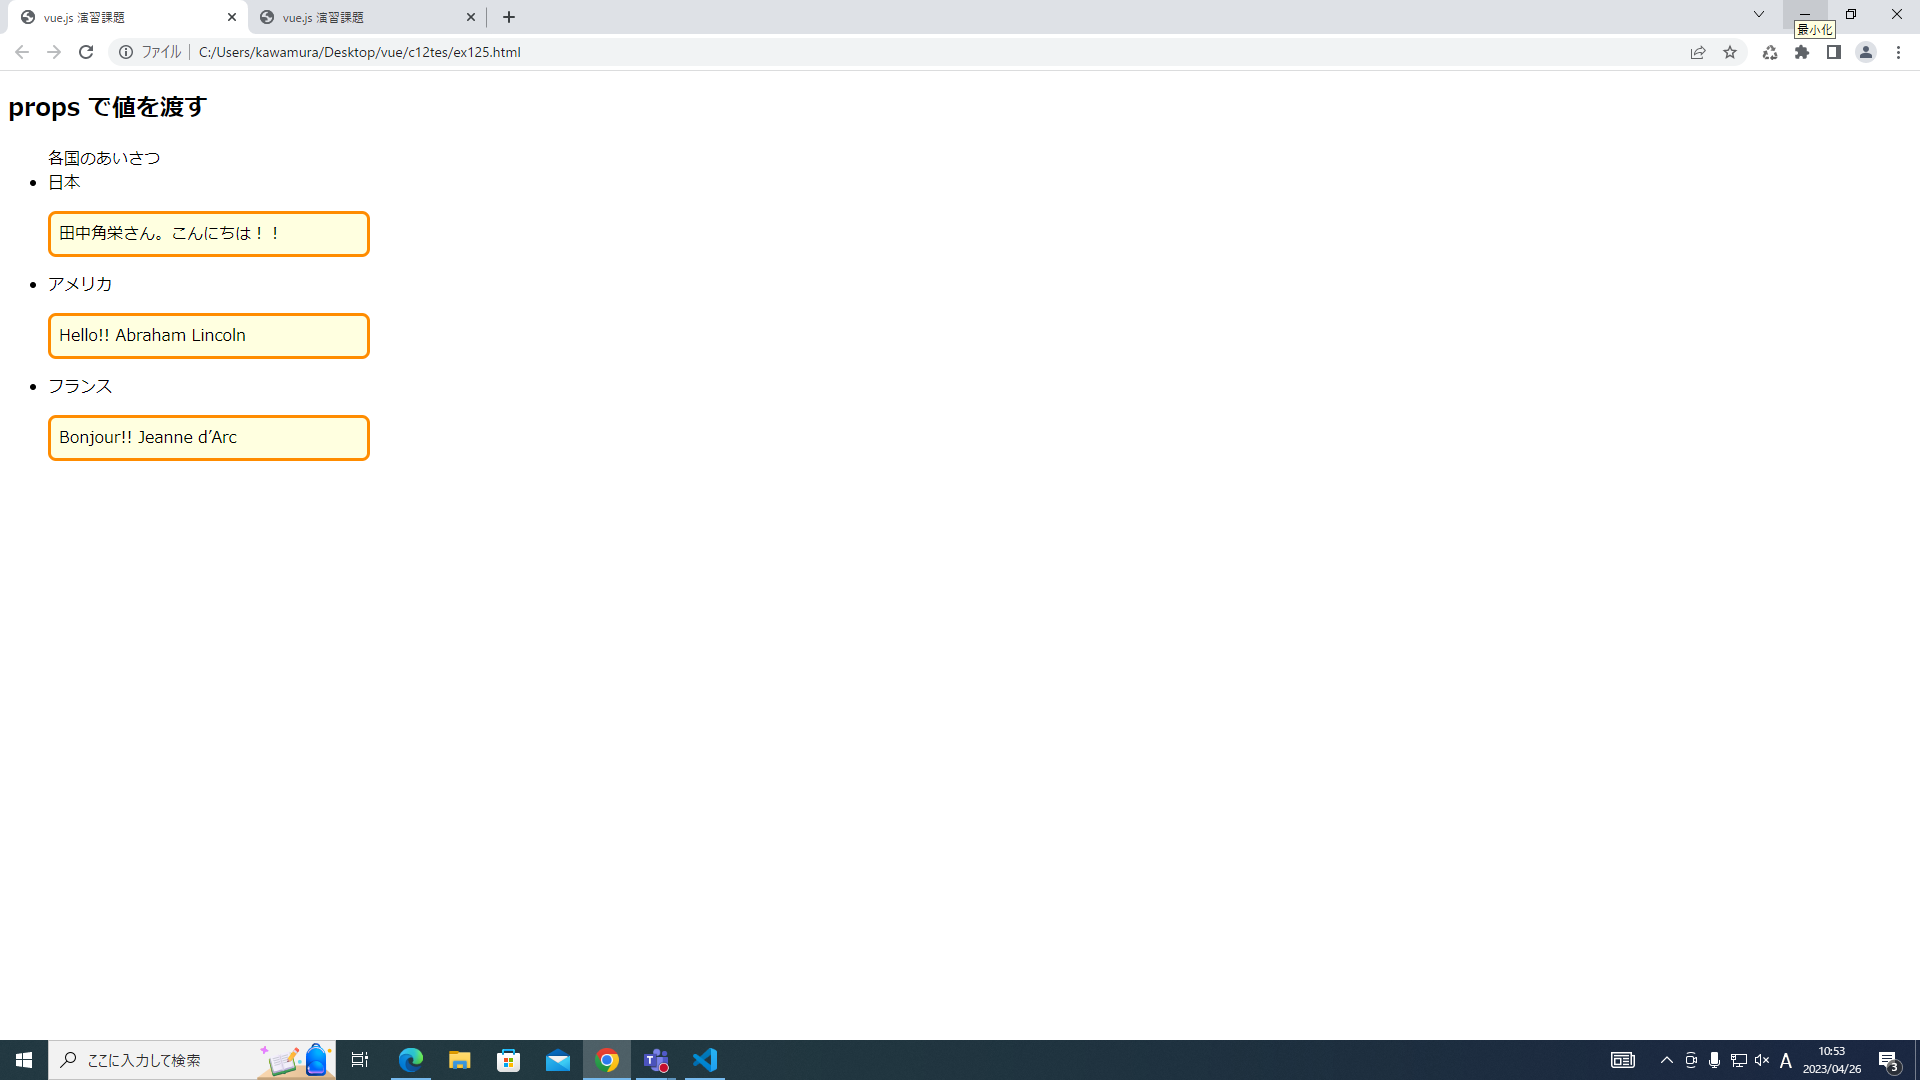 vue.js 演習課題
vue.js 演習課題
最小化
ファイル
C:/Users/kawamura/Desktop/vue/c12tes/ex125.html
props で値を渡す
各国のあいさつ
日本
田中角栄さん。こんにちは！！
アメリカ
Hello!! Abraham Lincoln
フランス
Bonjour!! Jeanne d’Arc
ここに入力して検索
A
10:53
2023/04/26
3